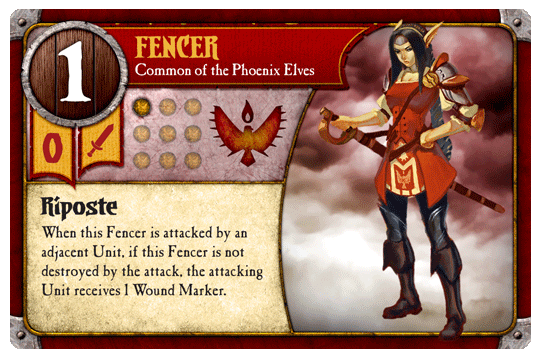 1
FENCER
Common of the Phoenix Elves
0
Riposte
When this Fencer is attacked by an
adjacent Unit, if this Fencer is not
destroyed by the attack, the attacking
Unit receives 1 Wound Marker.